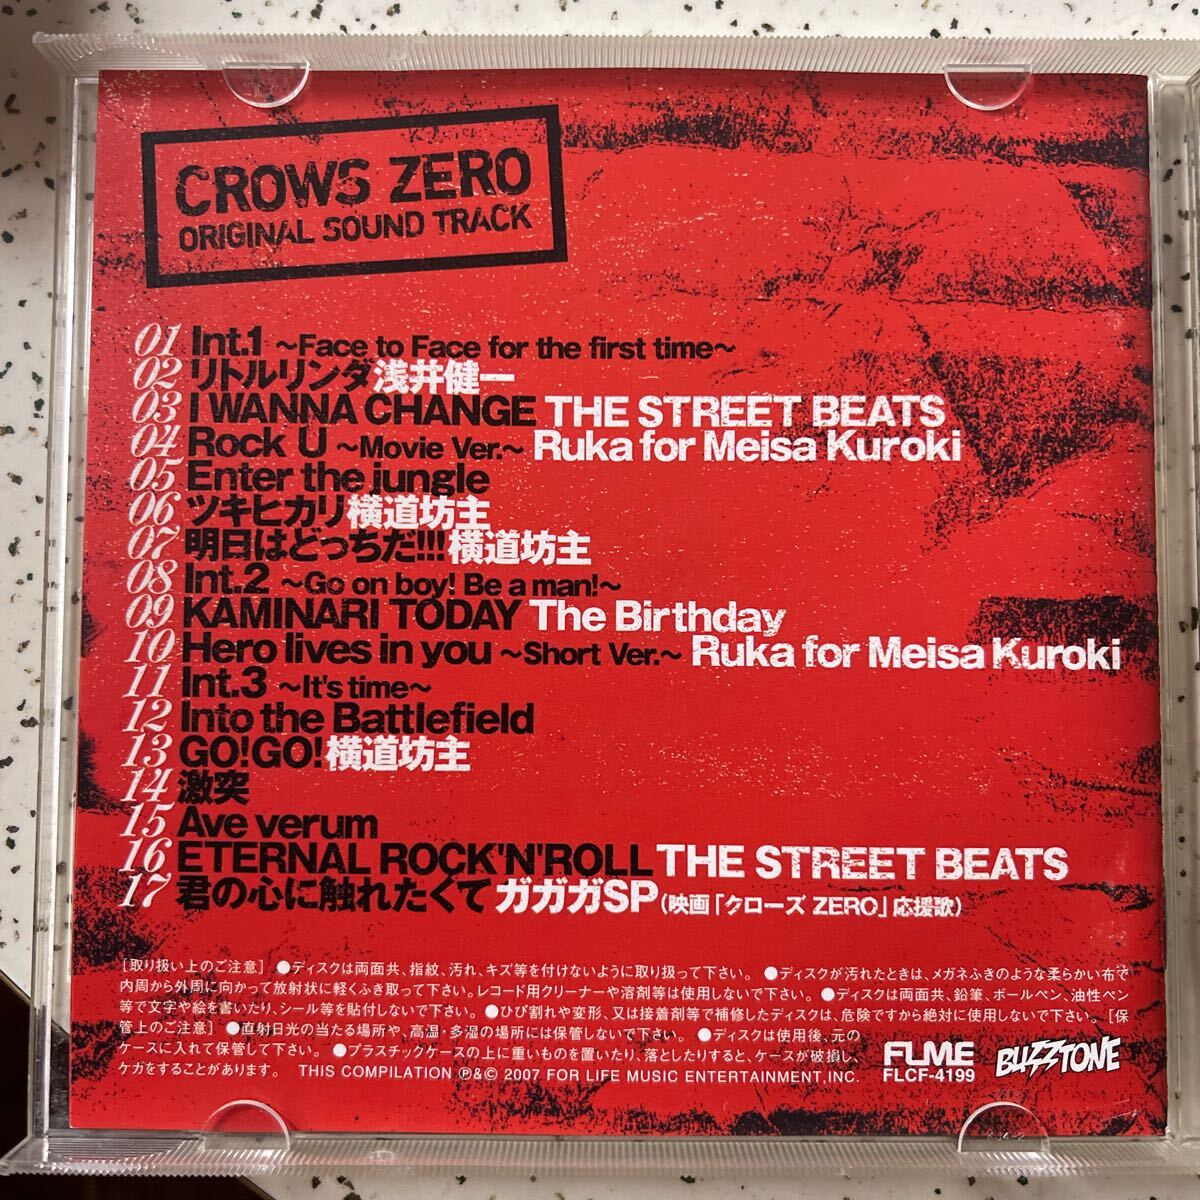 CROWS ZERO
ORIGINAL SOUND TRACK
01 Int.1 ~Face to Face for the first time~
02 リトルリンダ 浅井健一
03 I WANNA CHANGE THE STREET BEATS
04 Rock U ~Movie Ver.~ Ruka for Meisa Kuroki
05 Enter the jungle
06 ツキヒカリ 横道坊主
07 明日はどっちだ!!! 横道坊主
08 Int.2 ~Go on boy! Be a man!~
09 KAMINARI TODAY The Birthday
10 Hero lives in you ~Short Ver.~ Ruka for Meisa Kuroki
11 Int.3 ~It's time~
12 Into the Battlefield
13 GO!GO! 横道坊主
14 激突
15 Ave verum
16 ETERNAL ROCK'N'ROLL THE STREET BEATS
17 君の心に触れたくて ガガガSP (映画「クローズ ZERO」応援歌)
[取り扱い上のご注意] ●ディスクは両面共、指紋、汚れ、キズ等を付けないように取り扱って下さい。 ●ディスクが汚れたときは、メガネふきのような柔らかい布で
内周から外周に向かって放射状に軽くふき取って下さい。レコード用クリーナーや溶剤等は使用しないで下さい。 ●ディスクは両面共、鉛筆、ボールペン、油性ペン
等で文字や絵を書いたり、シール等を貼付しないで下さい。 ●ひび割れや変形、又は接着剤等で補修したディスクは、危険ですから絶対に使用しないで下さい。 [保
管上のご注意] ●直射日光の当たる場所や、高温・多湿の場所には保管しないで下さい。 ●ディスクは使用後、元の
ケースに入れて保管して下さい。 ●プラスチックケースの上に重いものを置いたり、落としたりすると、ケースが破損し、
ケガをすることがあります。 THIS COMPILATION ℗&© 2007 FOR LIFE MUSIC ENTERTAINMENT, INC.
FLME
FLCF-4199
BUZZTONE